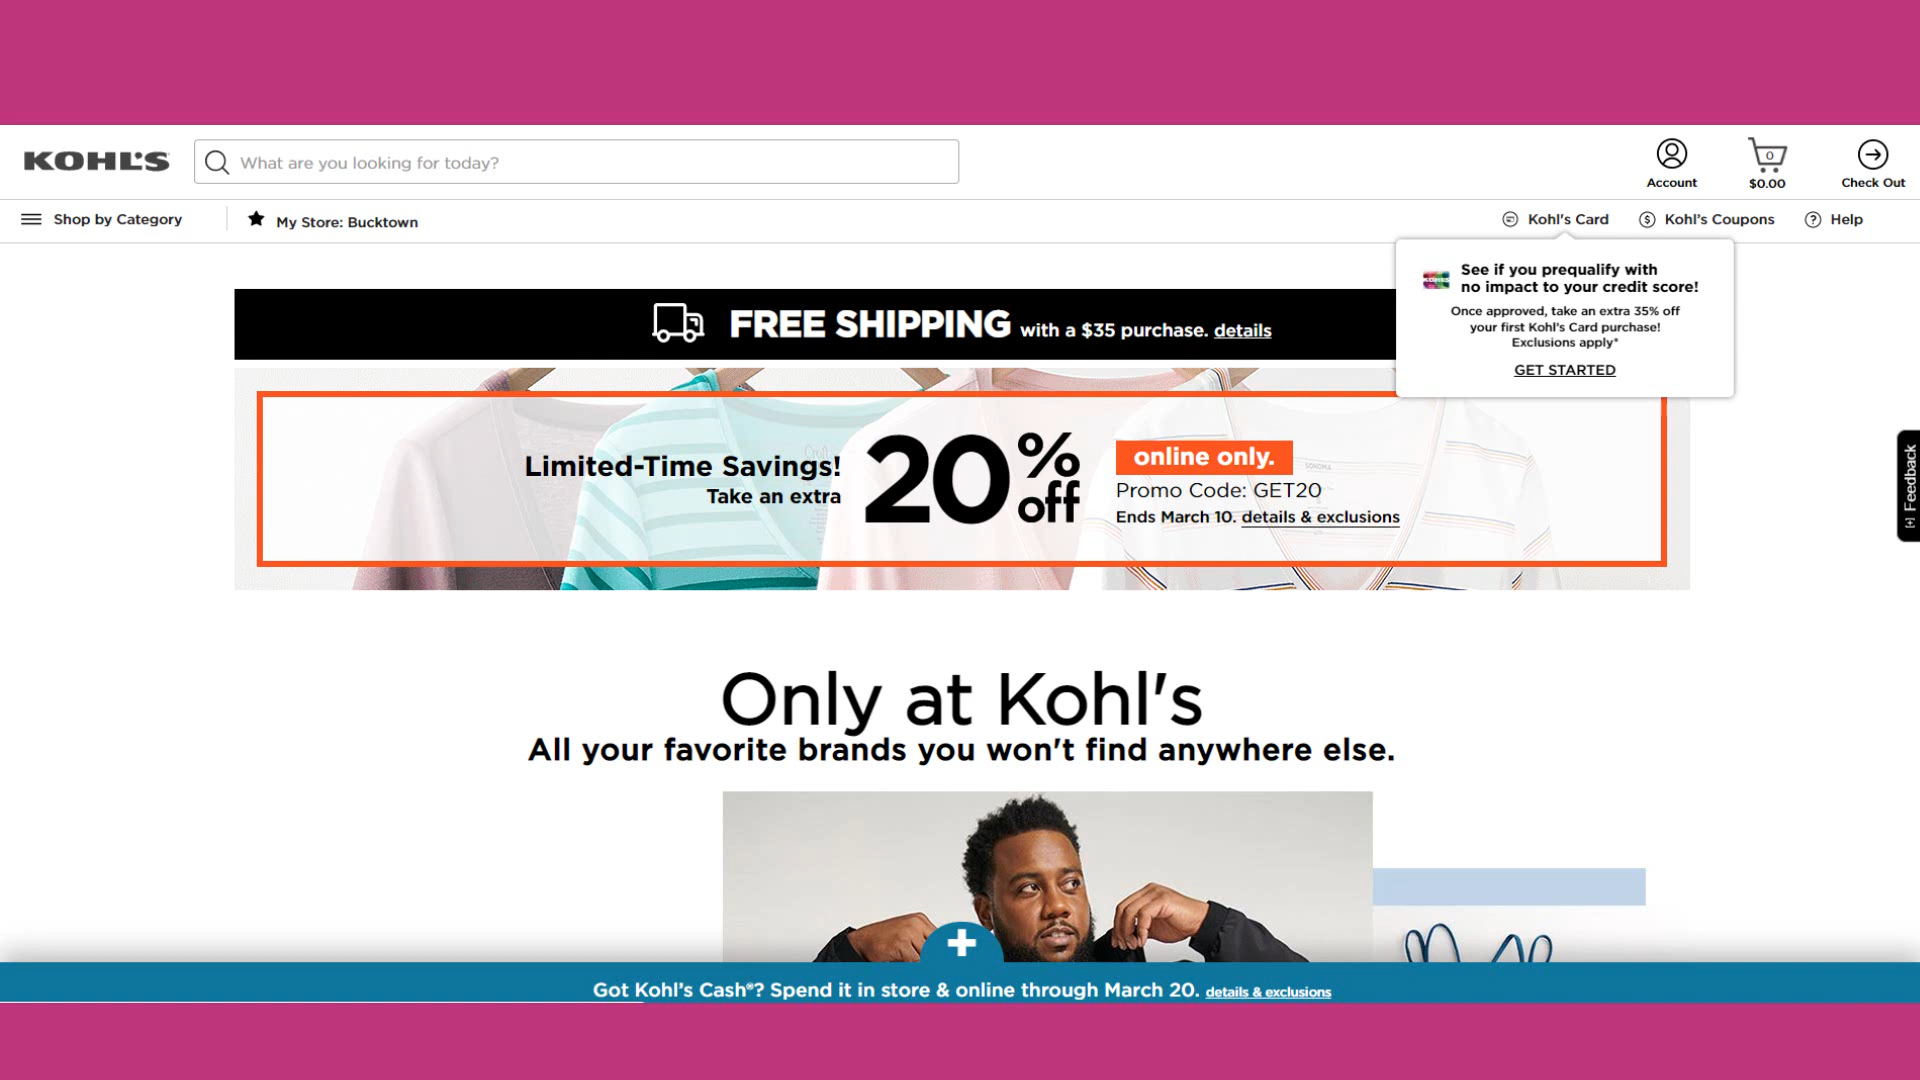 KOHL'S
What are you looking for today?
Account
0
$0.00
Check Out
Shop by Category
My Store: Bucktown
Kohl's Card
$
Kohl's Coupons
?
Help
See if you prequalify with
no impact to your credit score!
Once approved, take an extra 35% off
your first Kohl's Card purchase!
Exclusions apply*
GET STARTED
FREE SHIPPING with a $35 purchase. details
Limited-Time Savings!
Take an extra
20% off
online only.
Promo Code: GET20
Ends March 10. details & exclusions
SONOMA
[+] Feedback
Only at Kohl's
All your favorite brands you won't find anywhere else.
+
Got Kohl's Cash®? Spend it in store & online through March 20. details & exclusions